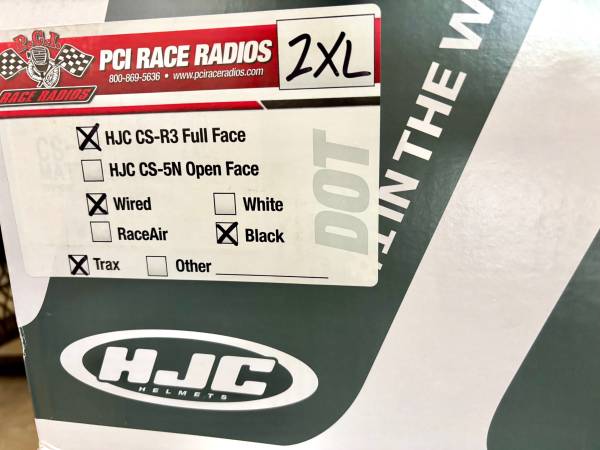 P.C.I.
RACE RADIOS
PCI RACE RADIOS
800-869-5636 • www.pciraceradios.com
2XL
HJC CS-R3 Full Face
HJC CS-5N Open Face
Wired
White
RaceAir
Black
Trax
Other
DOT
IN THE W
HJC
HELMETS